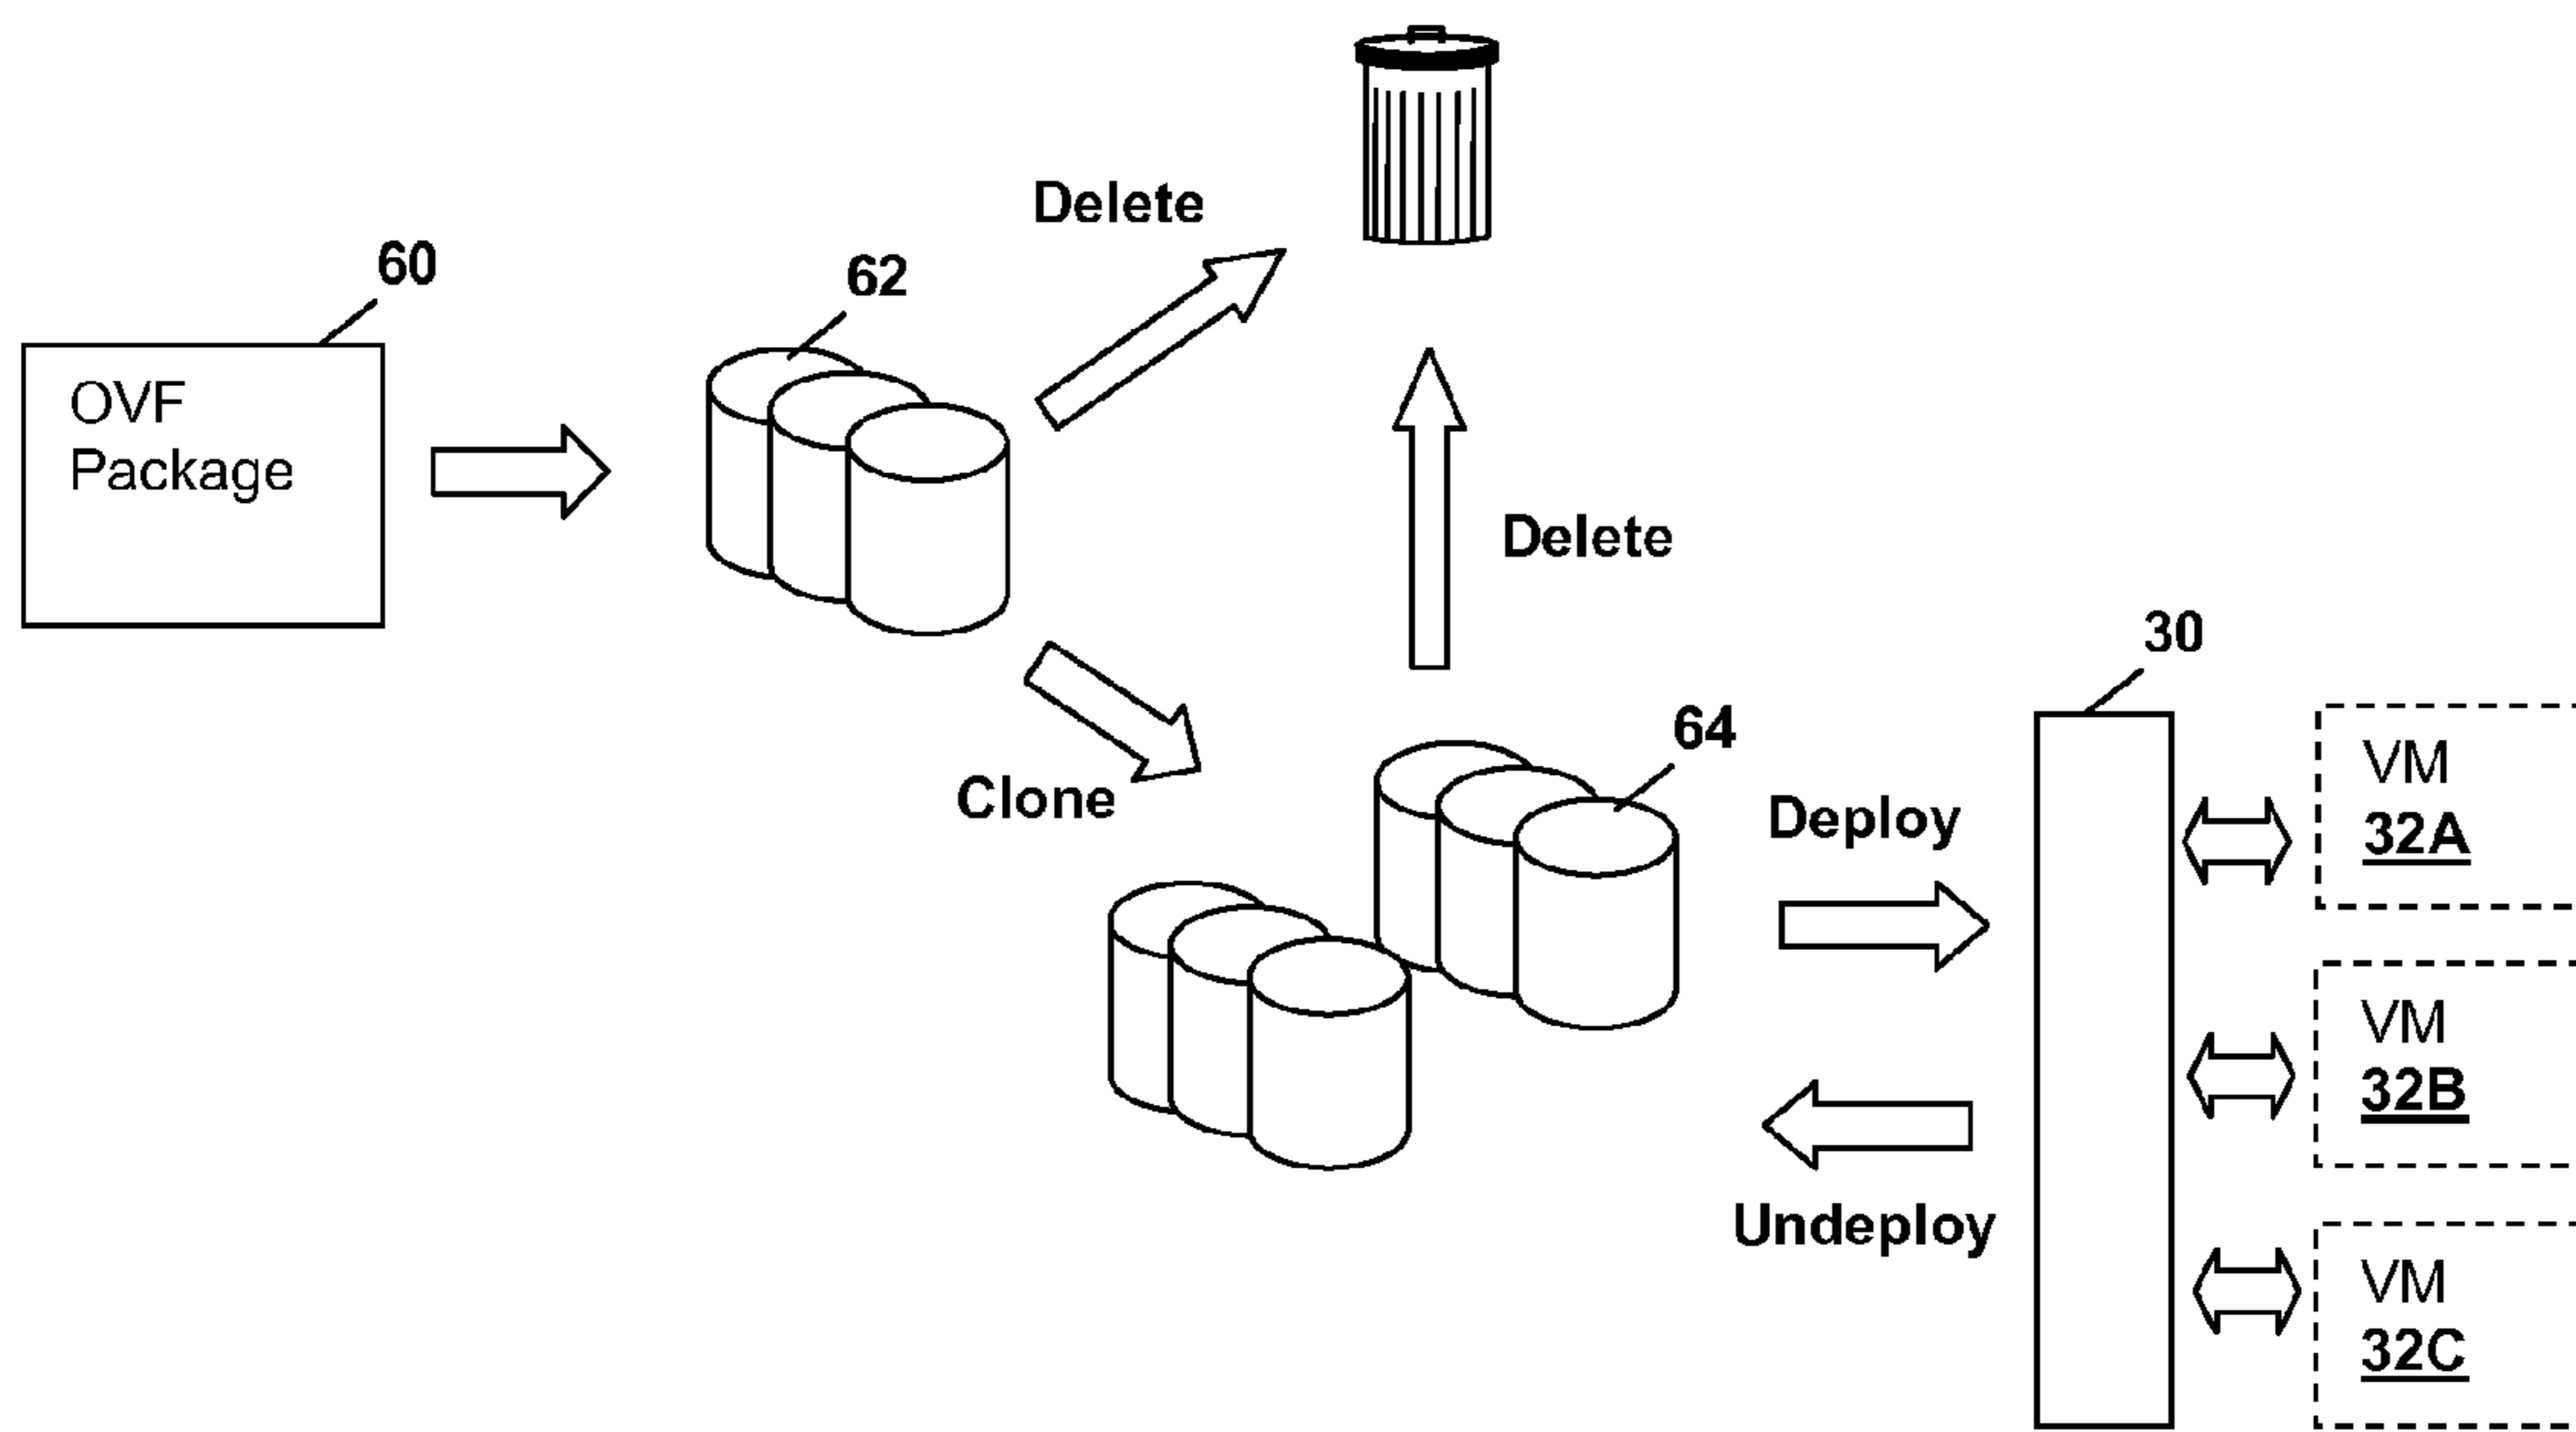 Delete
60
62
OVF
Package
Delete
30
64
VM
32A
Clone
Deploy
VM
32B
Undeploy
VM
32C